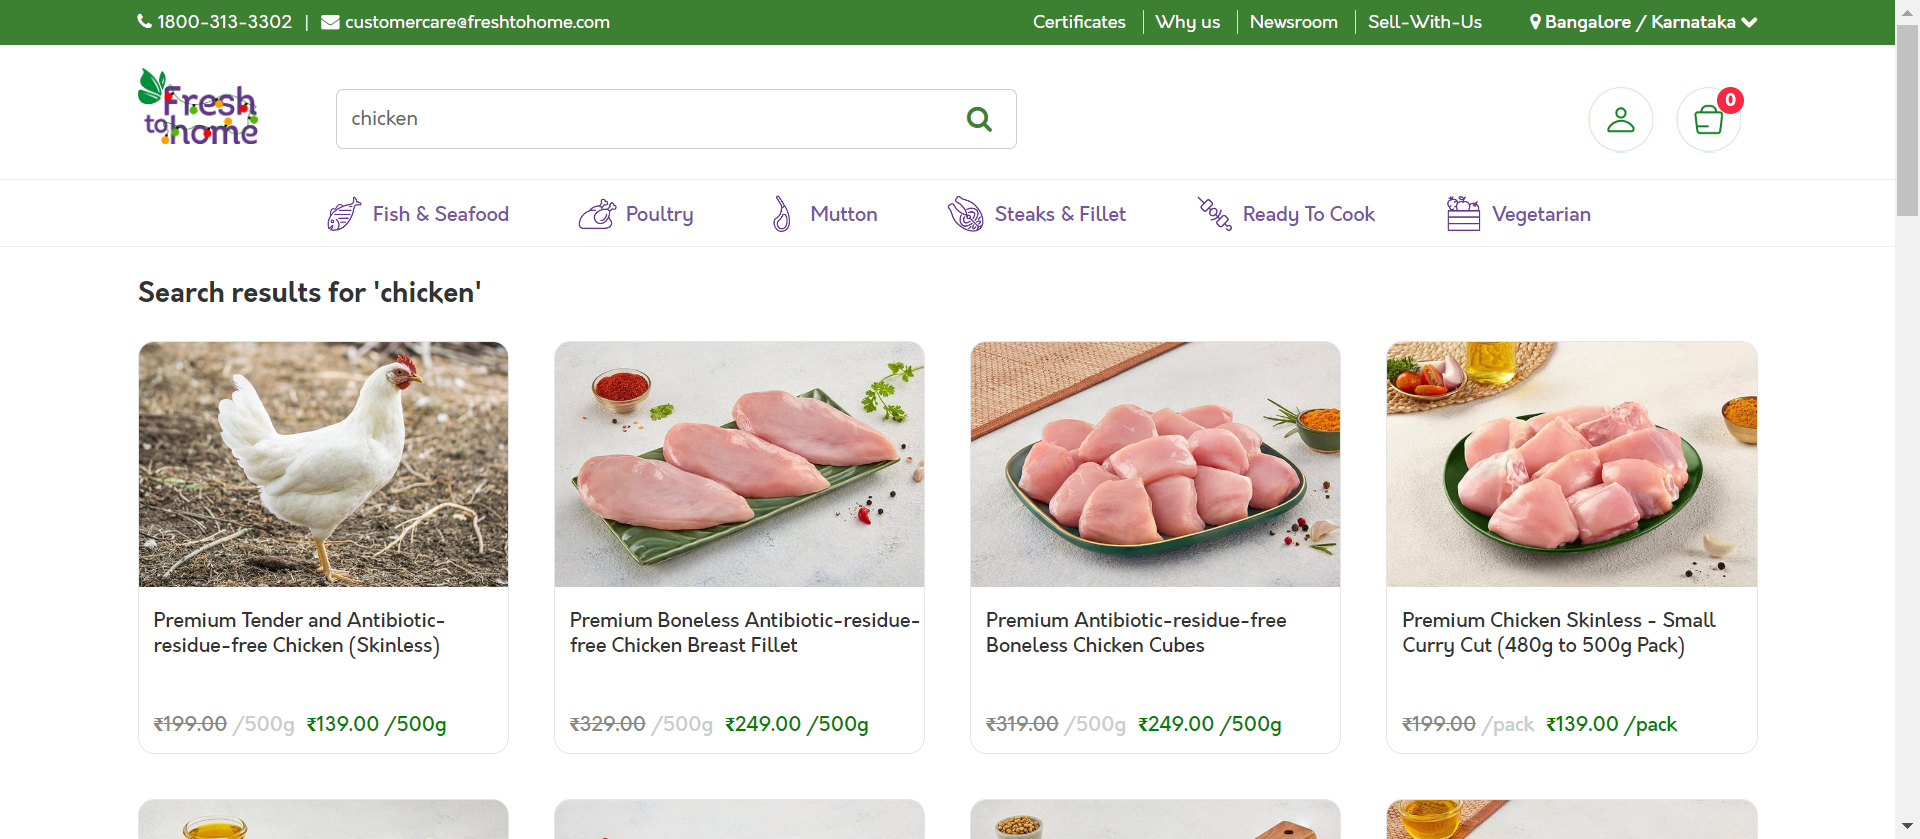 1800-313-3302 | customercare@freshtohome.com Certificates Why us Newsroom Sell-With-Us Bangalore / Karnataka
Fresh
to home
chicken
0
Fish & Seafood Poultry Mutton Steaks & Fillet Ready To Cook Vegetarian
Search results for 'chicken'
Premium Tender and Antibiotic-
residue-free Chicken (Skinless)
₹199.00 /500g ₹139.00 /500g
Premium Boneless Antibiotic-residue-
free Chicken Breast Fillet
₹329.00 /500g ₹249.00 /500g
Premium Antibiotic-residue-free
Boneless Chicken Cubes
₹319.00 /500g ₹249.00 /500g
Premium Chicken Skinless - Small
Curry Cut (480g to 500g Pack)
₹199.00 /pack ₹139.00 /pack